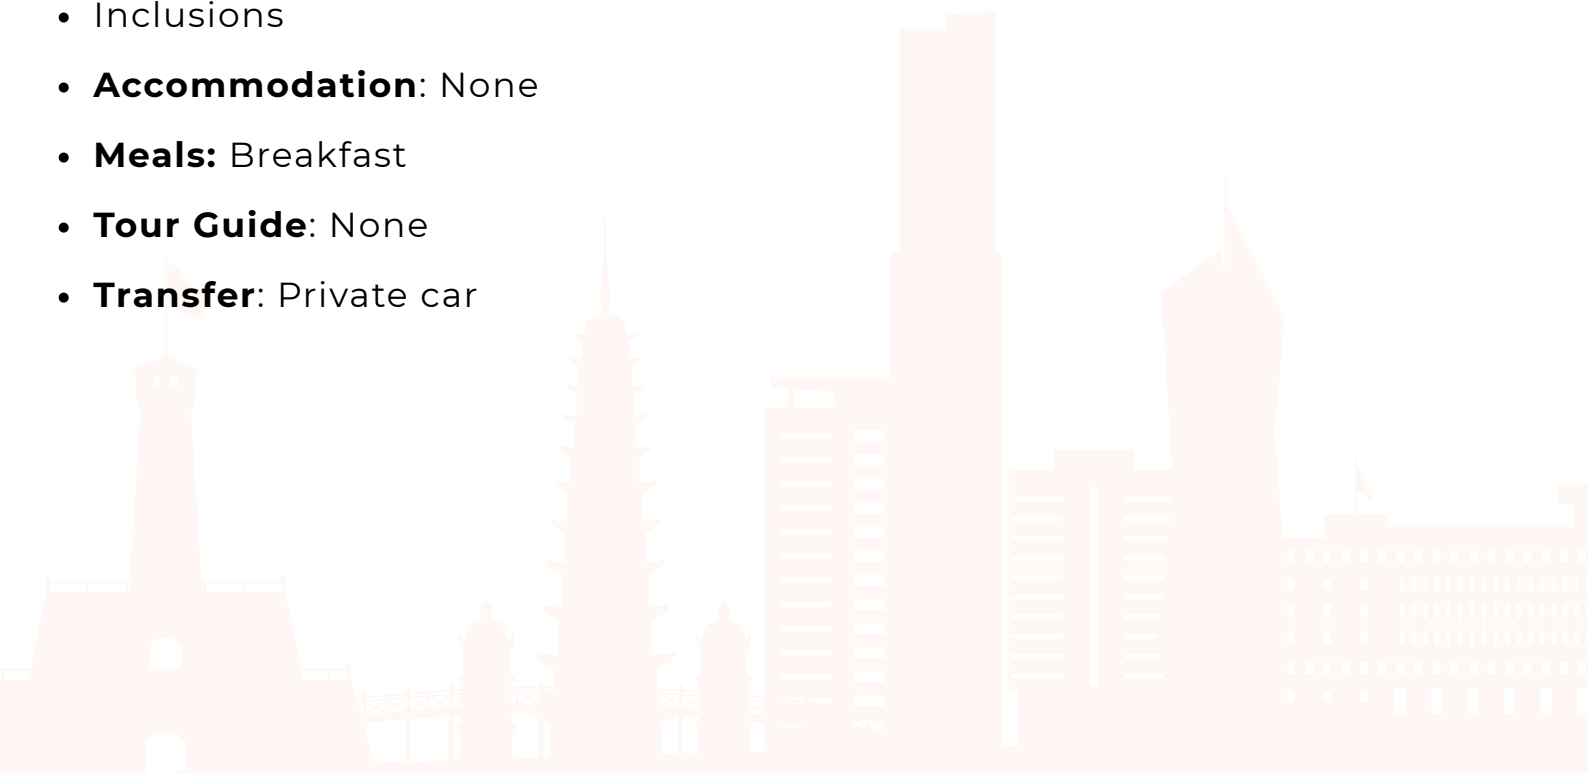 Inclusions
Accommodation: None
Meals: Breakfast
Tour Guide: None
Transfer: Private car